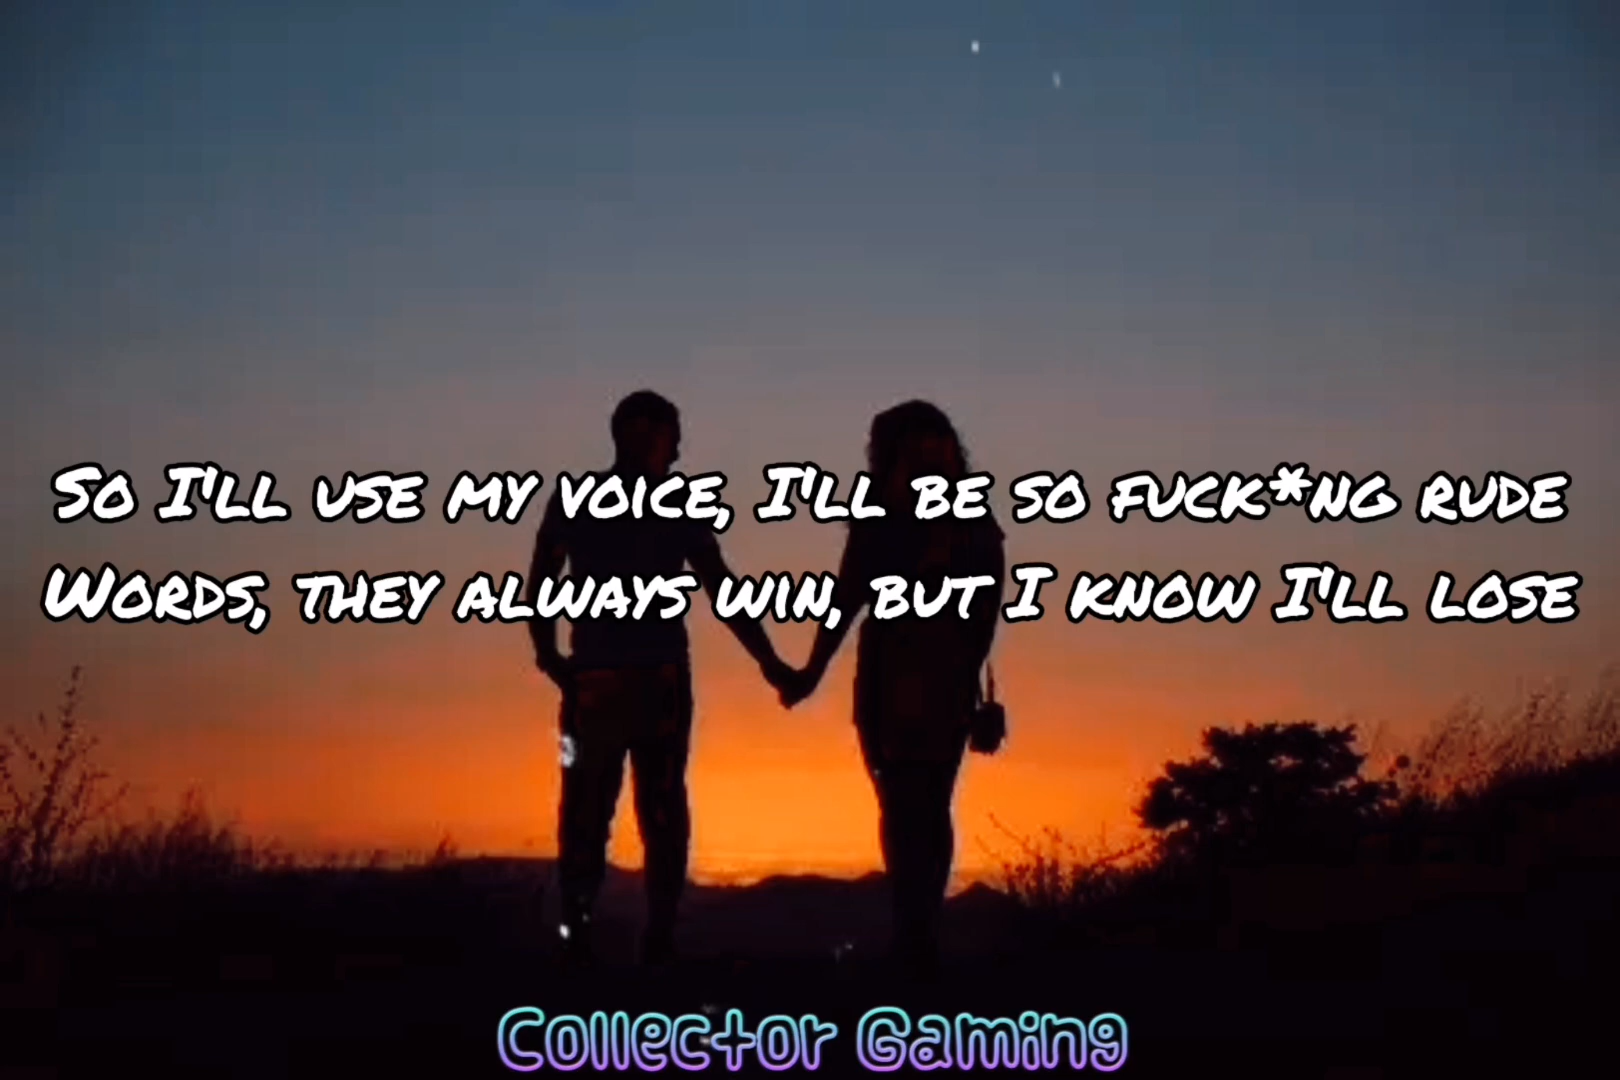 So I'll use my voice, I'll be so fuck*ng rude
Words, they always win, but I know I'll lose
Collector Gaming